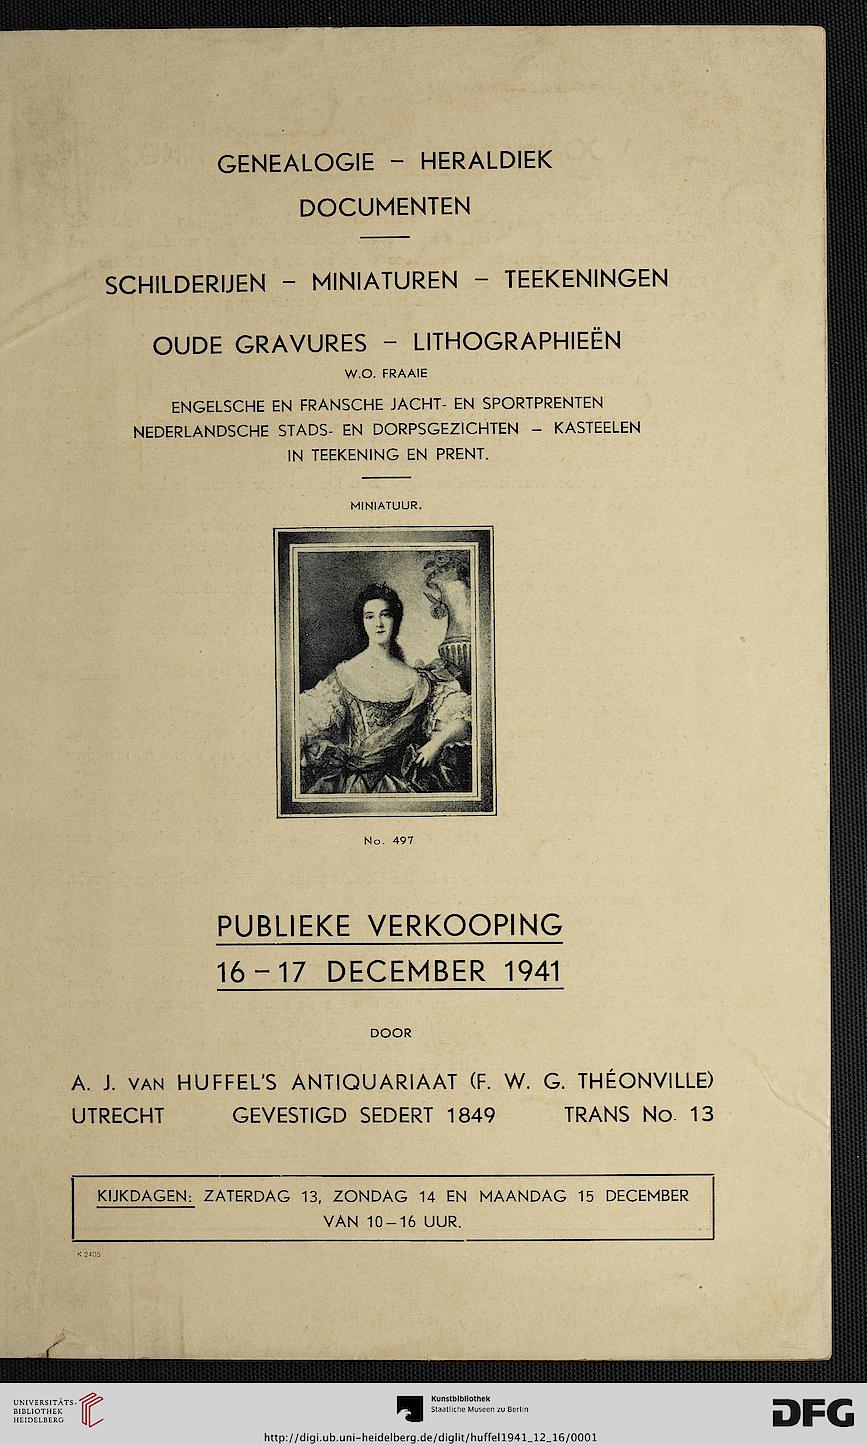 GENEALOGIE – HERALDIEK
DOCUMENTEN
SCHILDERIJEN – MINIATUREN – TEEKENINGEN
OUDE GRAVURES – LITHOGRAPHIEËN
W.O. FRAAIE
ENGELSCHE EN FRANSCHE JACHT- EN SPORTPRENTEN
NEDERLANDSCHE STADS- EN DORPSGEZICHTEN – KASTEELEN
IN TEEKENING EN PRENT.
MINIATUUR.
No. 497
PUBLIEKE VERKOOPING
16 – 17 DECEMBER 1941
DOOR
A. J. VAN HUFFEL'S ANTIQUARIAAT (F. W. G. THÉONVILLE)
UTRECHT GEVESTIGD SEDERT 1849 TRANS No. 13
KIJKDAGEN: ZATERDAG 13, ZONDAG 14 EN MAANDAG 15 DECEMBER
VAN 10 – 16 UUR.
K 2405
UNIVERSITÄTS-
BIBLIOTHEK
HEIDELBERG
Kunstbibliothek
Staatliche Museen zu Berlin
DFG
http://digi.ub.uni-heidelberg.de/diglit/huffel1941_12_16/0001